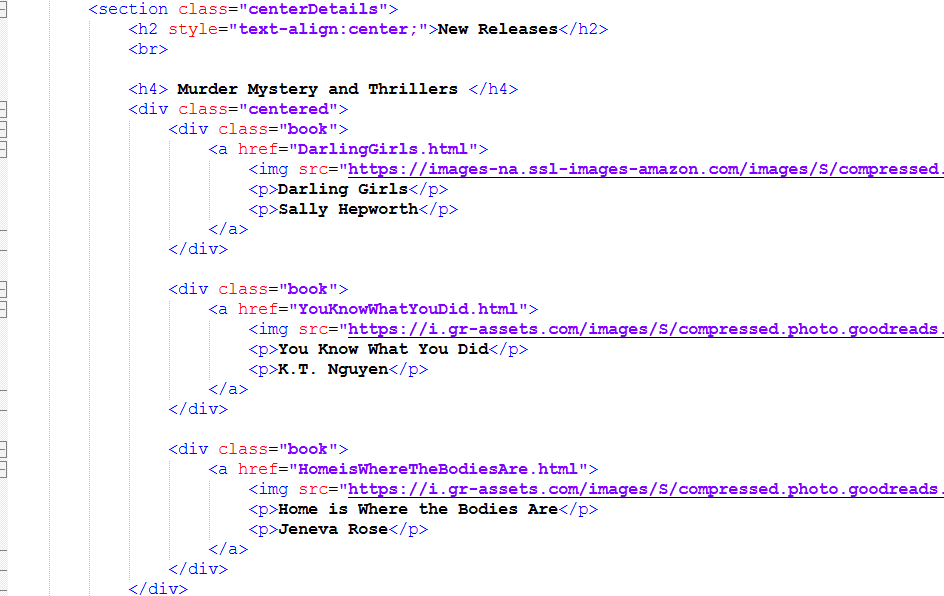 <section class="centerDetails">
<h2 style="text-align:center;">New Releases</h2>
<br>
<h4> Murder Mystery and Thrillers </h4>
<div class="centered">
<div class="book">
<a href="DarlingGirls.html">
<img src="https://images-na.ssl-images-amazon.com/images/S/compressed.
<p>Darling Girls</p>
<p>Sally Hepworth</p>
</a>
</div>
<div class="book">
<a href="YouKnowWhatYouDid.html">
<img src="https://i.gr-assets.com/images/S/compressed.photo.goodreads.
<p>You Know What You Did</p>
<p>K.T. Nguyen</p>
</a>
</div>
<div class="book">
<a href="HomeisWhereTheBodiesAre.html">
<img src="https://i.gr-assets.com/images/S/compressed.photo.goodreads.
<p>Home is Where the Bodies Are</p>
<p>Jeneva Rose</p>
</a>
</div>
</div>